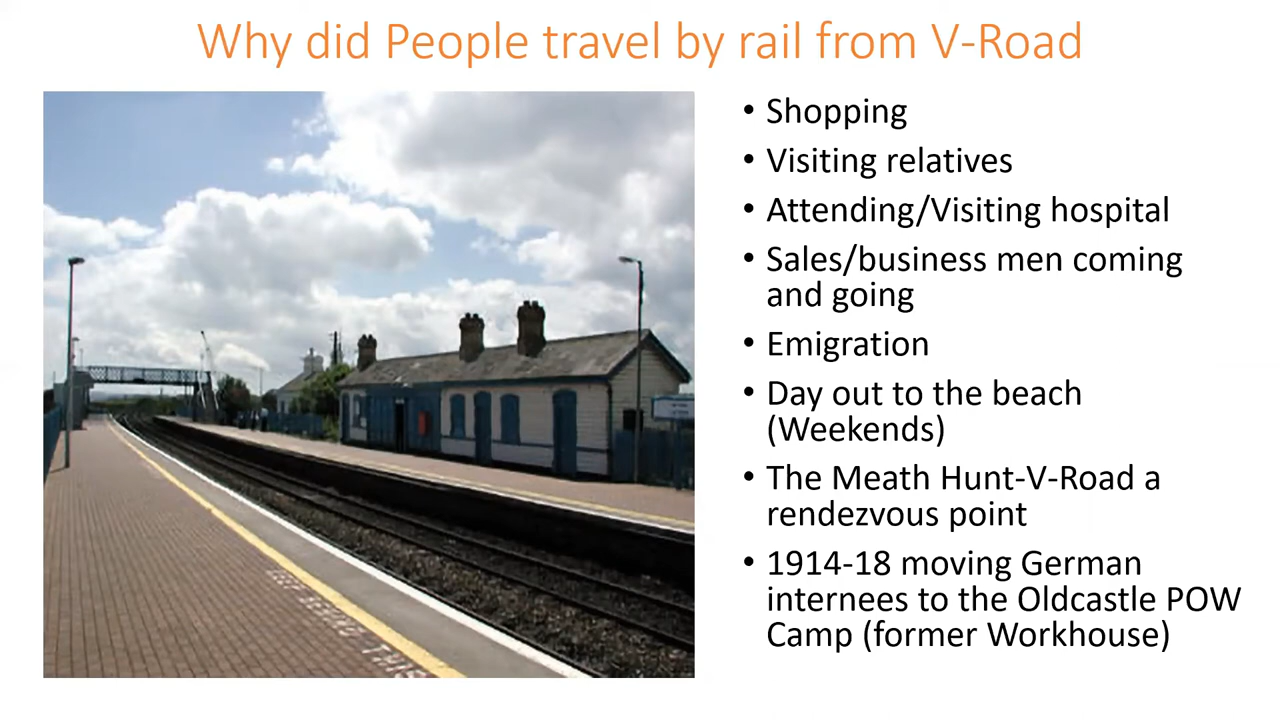 Why did People travel by rail from V-Road
• Shopping
• Visiting relatives
• Attending/Visiting hospital
• Sales/business men coming
and going
• Emigration
• Day out to the beach
(Weekends)
• The Meath Hunt-V-Road a
rendezvous point
• 1914-18 moving German
internees to the Oldcastle POW
Camp (former Workhouse)